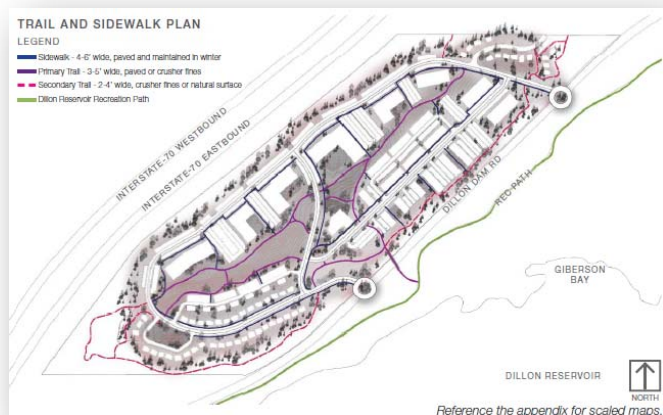 TRAIL AND SIDEWALK PLAN
LEGEND
Sidewalk - 4-6' wide, paved and maintained in winter
Primary Trail - 3-5' wide, paved or crusher fines
Secondary Trail - 2-4' wide, crusher fines or natural surface
Dillon Reservoir Recreation Path
INTERSTATE-70 WESTBOUND
INTERSTATE-70 EASTBOUND
DILLON DAM RD
REC PATH
GIBERSON
BAY
DILLON RESERVOIR
NORTH
Reference the appendix for scaled maps.